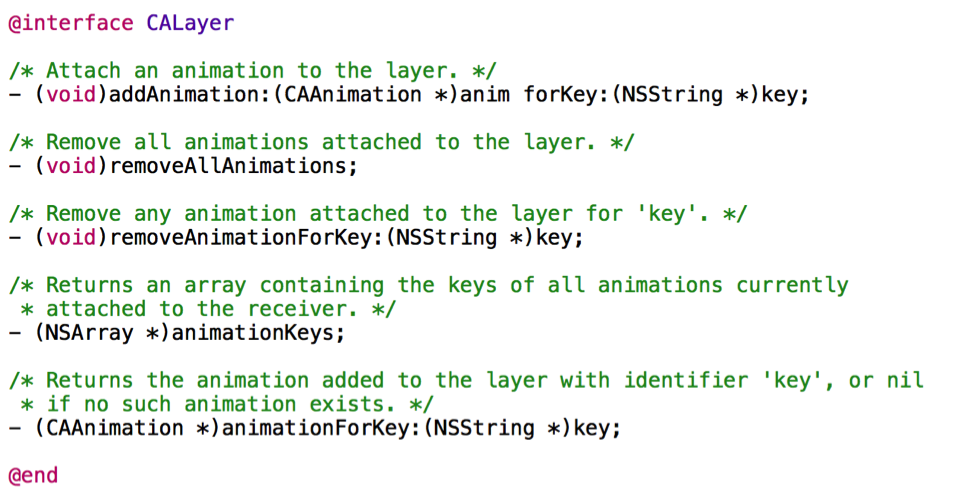 @interface CALayer
/* Attach an animation to the layer. */
- (void)addAnimation:(CAAnimation *)anim forKey:(NSString *)key;
/* Remove all animations attached to the layer. */
- (void)removeAllAnimations;
/* Remove any animation attached to the layer for 'key'. */
- (void)removeAnimationForKey:(NSString *)key;
/* Returns an array containing the keys of all animations currently
 * attached to the receiver. */
- (NSArray *)animationKeys;
/* Returns the animation added to the layer with identifier 'key', or nil
 * if no such animation exists. */
- (CAAnimation *)animationForKey:(NSString *)key;
@end